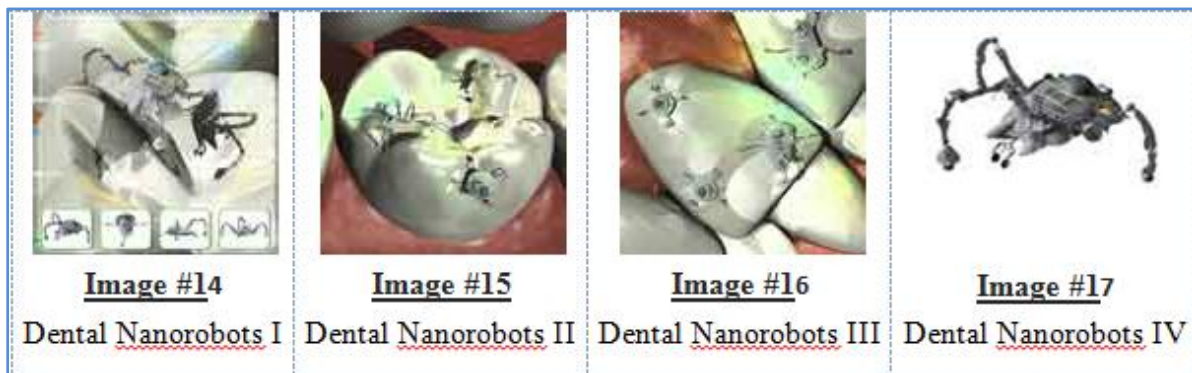 Image #14
Dental Nanorobots I
Image #15
Dental Nanorobots II
Image #16
Dental Nanorobots III
Image #17
Dental Nanorobots IV